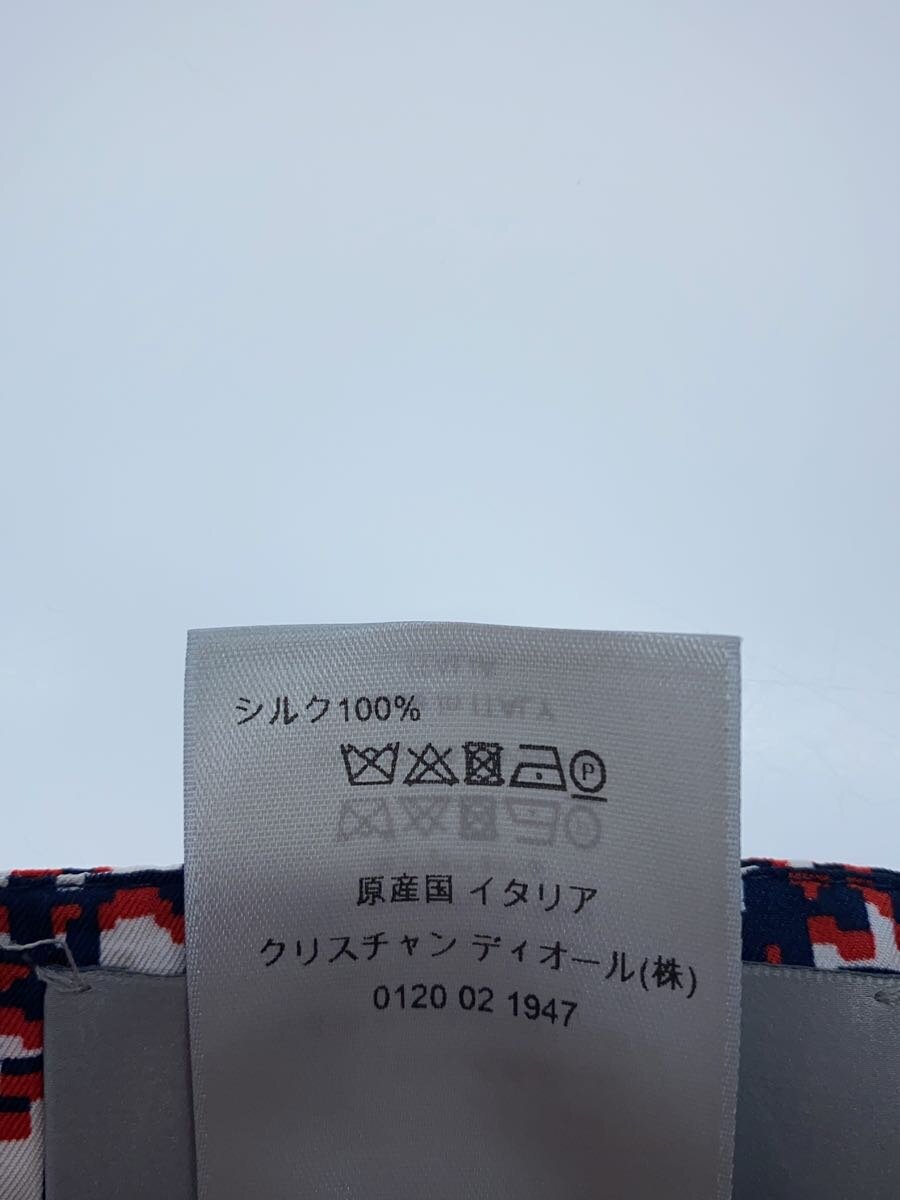 シルク100%
P
原産国 イタリア
クリスチャン ディオール(株)
0120 02 1947